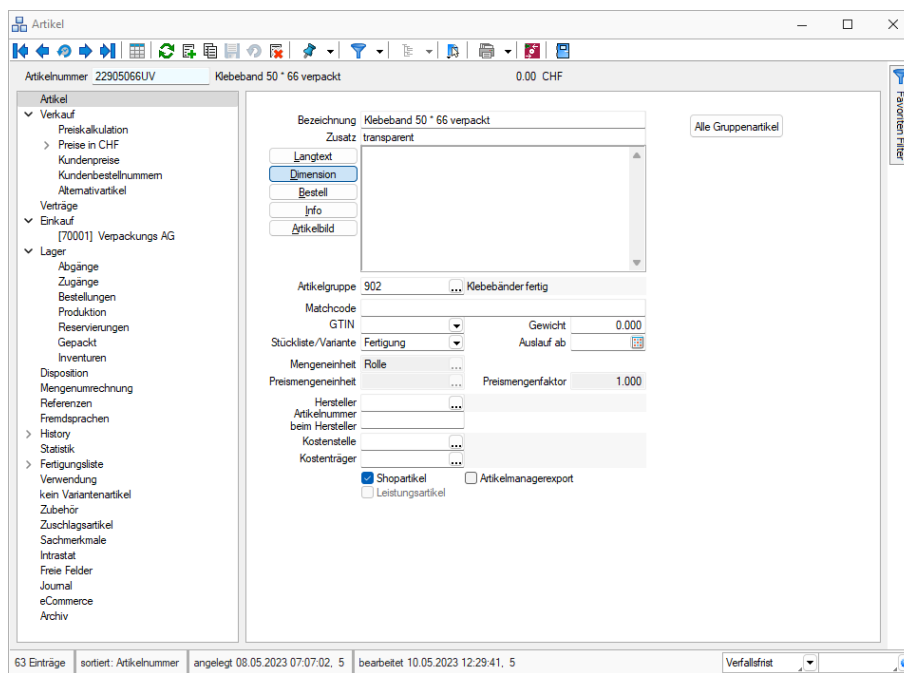 Artikel
Artikelnummer 22905066UV Klebeband 50 * 66 verpackt 0.00 CHF
Favoriten Filter
Artikel
Verkauf
Preiskalkulation
Preise in CHF
Kundenpreise
Kundenbestellnummern
Alternativartikel
Verträge
Einkauf
[70001] Verpackungs AG
Lager
Abgänge
Zugänge
Bestellungen
Produktion
Reservierungen
Gepackt
Inventuren
Disposition
Mengenumrechnung
Referenzen
Fremdsprachen
History
Statistik
Fertigungsliste
Verwendung
kein Variantenartikel
Zubehör
Zuschlagsartikel
Sachmerkmale
Intrastat
Freie Felder
Journal
eCommerce
Archiv
Bezeichnung Klebeband 50 * 66 verpackt
Alle Gruppenartikel
Zusatz transparent
Langtext
Dimension
Bestell
Info
Artikelbild
Artikelgruppe 902 ... Klebebänder fertig
Matchcode
GTIN Gewicht 0.000
Stückliste/Variante Fertigung Auslauf ab
Mengeneinheit Rolle ...
Preismengeneinheit ... Preismengenfaktor 1.000
Hersteller ...
Artikelnummer
beim Hersteller
Kostenstelle ...
Kostenträger ...
Shopartikel Artikelmanagerexport
Leistungsartikel
63 Einträge sortiert: Artikelnummer angelegt 08.05.2023 07:07:02, 5 bearbeitet 10.05.2023 12:29:41, 5 Verfallsfrist